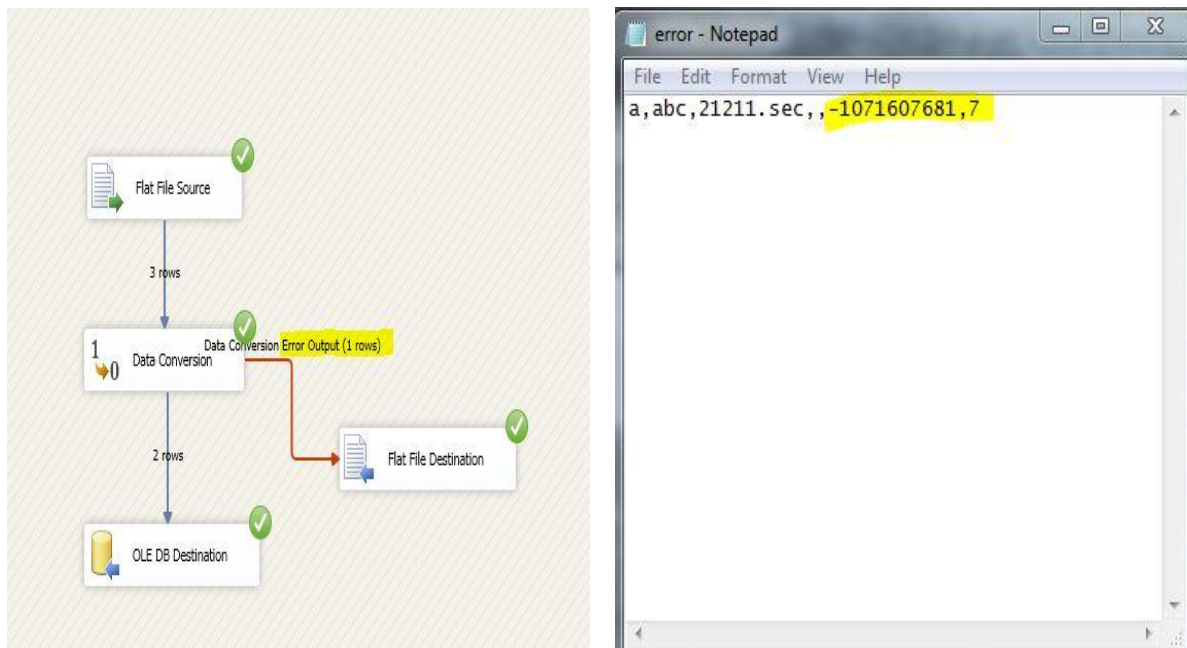 Flat File Source
3 rows
Data Conversion Error Output (1 rows)
1
0
Data Conversion
2 rows
Flat File Destination
OLE DB Destination
error - Notepad
File Edit Format View Help
a,abc,21211.sec,,-1071607681,7